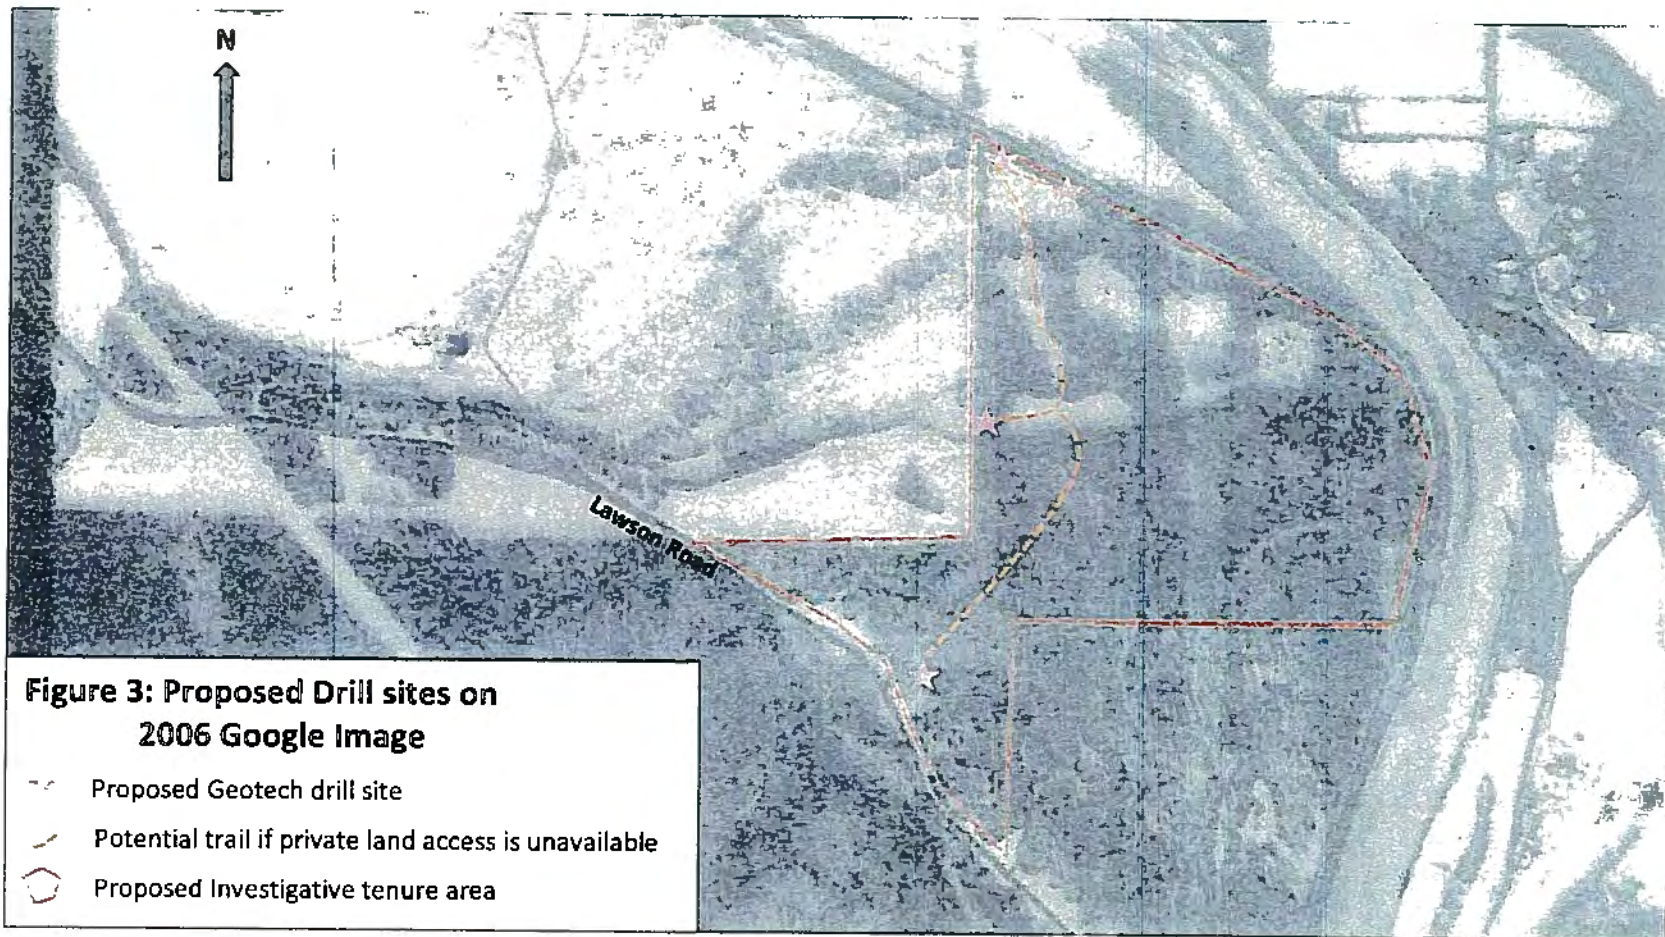 N
Lawson Road
Figure 3: Proposed Drill sites on
2006 Google Image
Proposed Geotech drill site
Potential trail if private land access is unavailable
Proposed Investigative tenure area